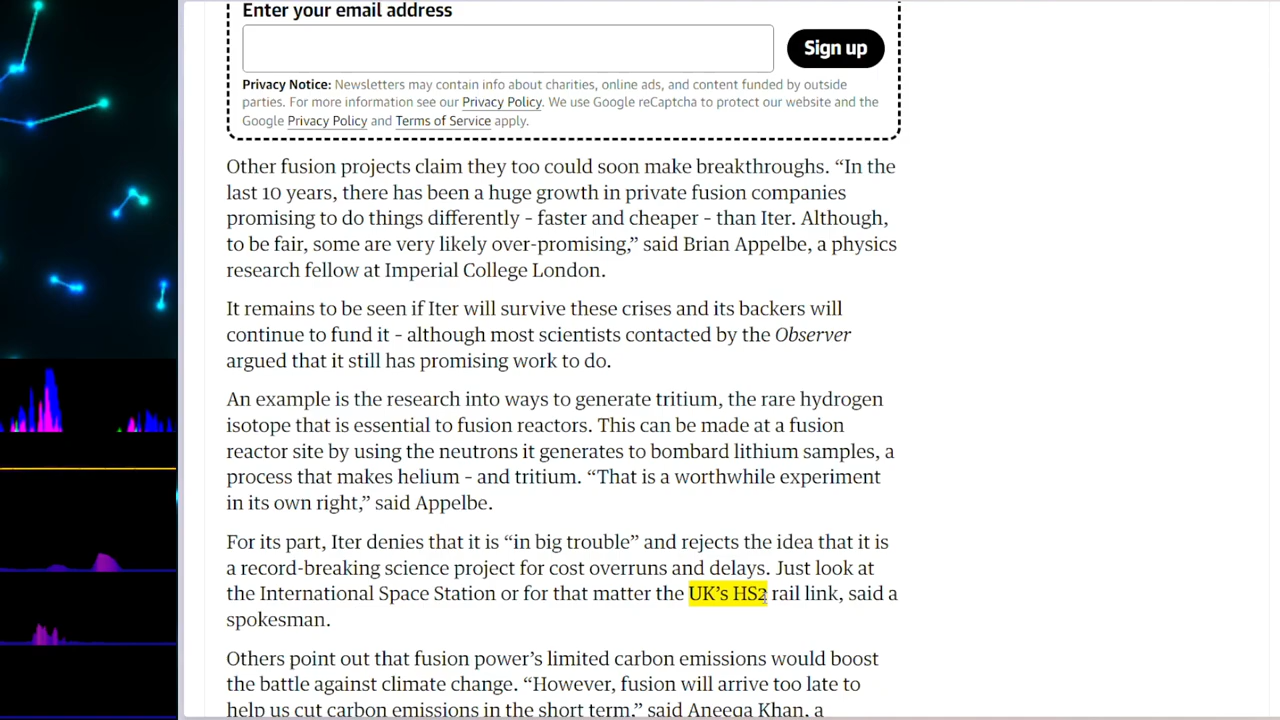 Enter your email address
Sign up
Privacy Notice: Newsletters may contain info about charities, online ads, and content funded by outside
parties. For more information see our Privacy Policy. We use Google reCaptcha to protect our website and the
Google Privacy Policy and Terms of Service apply.
Other fusion projects claim they too could soon make breakthroughs. “In the
last 10 years, there has been a huge growth in private fusion companies
promising to do things differently – faster and cheaper – than Iter. Although,
to be fair, some are very likely over-promising,” said Brian Appelbe, a physics
research fellow at Imperial College London.
It remains to be seen if Iter will survive these crises and its backers will
continue to fund it – although most scientists contacted by the Observer
argued that it still has promising work to do.
An example is the research into ways to generate tritium, the rare hydrogen
isotope that is essential to fusion reactors. This can be made at a fusion
reactor site by using the neutrons it generates to bombard lithium samples, a
process that makes helium – and tritium. “That is a worthwhile experiment
in its own right,” said Appelbe.
For its part, Iter denies that it is “in big trouble” and rejects the idea that it is
a record-breaking science project for cost overruns and delays. Just look at
the International Space Station or for that matter the UK’s HS2 rail link, said a
spokesman.
Others point out that fusion power’s limited carbon emissions would boost
the battle against climate change. “However, fusion will arrive too late to
help us cut carbon emissions in the short term,” said Aneeqa Khan, a